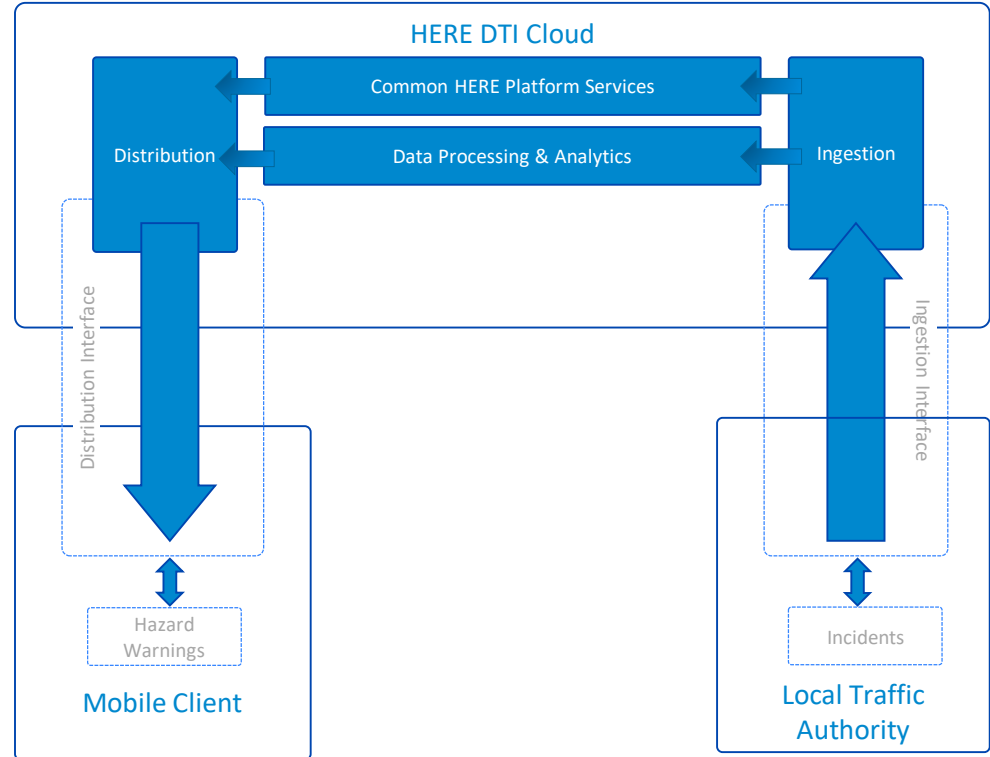 HERE DTI Cloud
Common HERE Platform Services
Distribution
Data Processing & Analytics
Ingestion
Distribution Interface
Ingestion Interface
Hazard
Warnings
Incidents
Mobile Client
Local Traffic
Authority